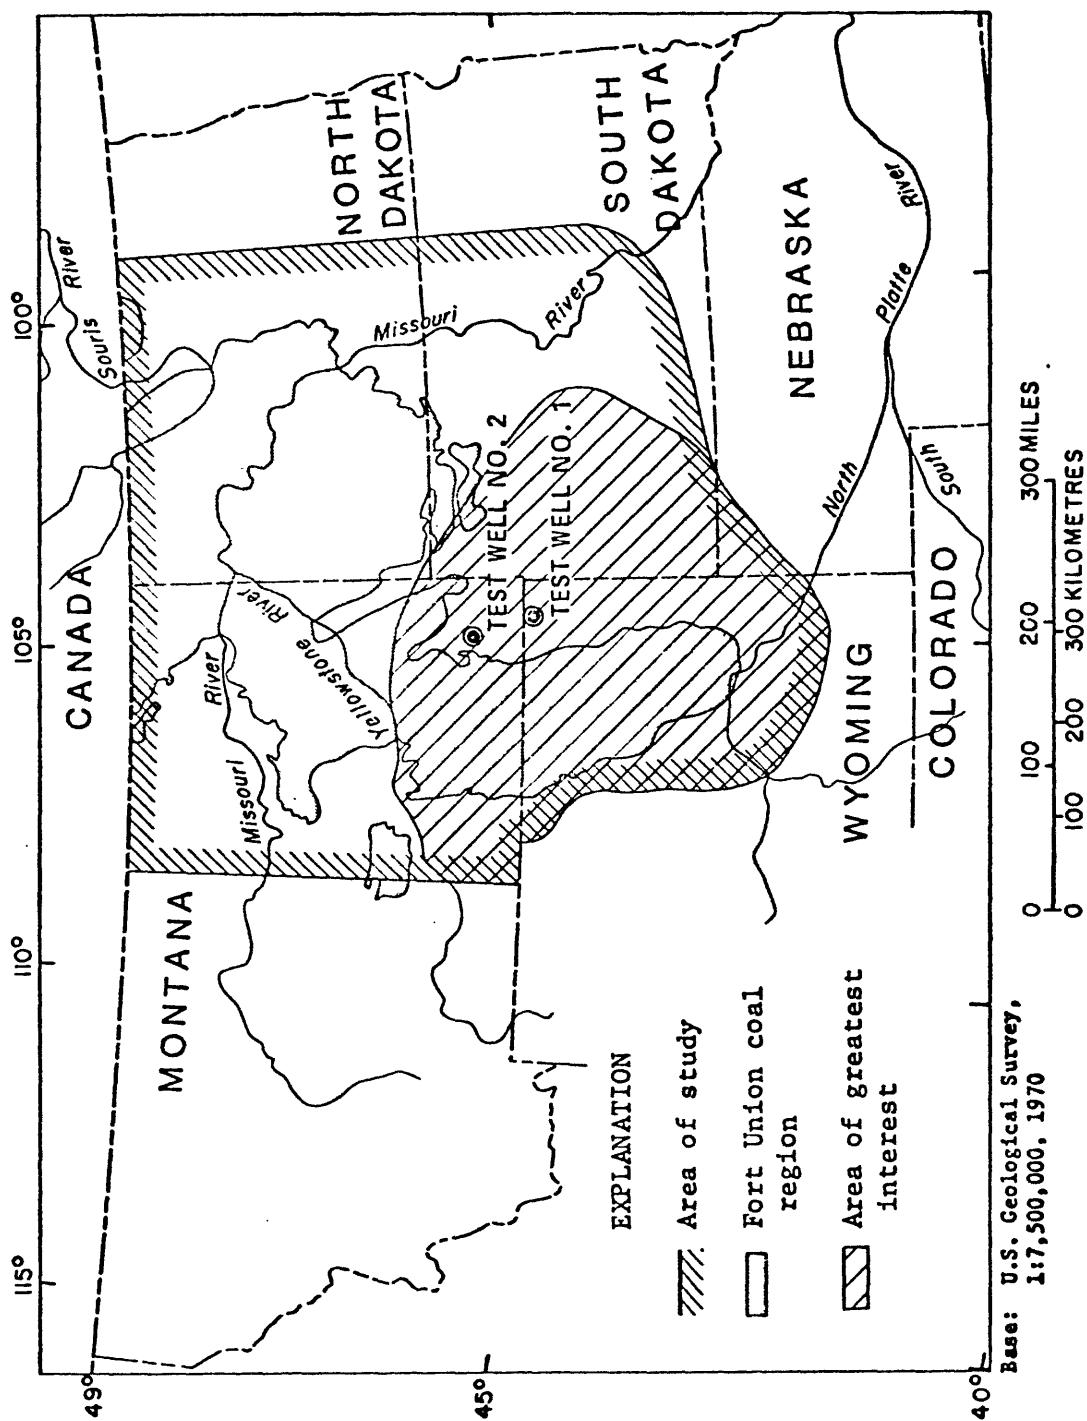 115°
110°
105°
100°
49°
45°
40°
CANADA
Souris
River
MONTANA
Missouri
River
Yellowstone
River
Missouri
River
NORTH
DAKOTA
SOUTH
DAKOTA
TEST WELL NO. 2
TEST WELL NO. 1
WYOMING
NEBRASKA
North
Platte
River
South
COLORADO
EXPLANATION
Area of study
Fort Union coal
region
Area of greatest
interest
Base: U.S. Geological Survey,
1:7,500,000, 1970
0 100 200 300 MILES
0 100 200 300 KILOMETRES